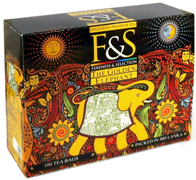 F&S
FINENESS & SELECTION
THE GOLDEN
ELEPHANT
100 TEA BAGS
PACKED IN SRI LANKA